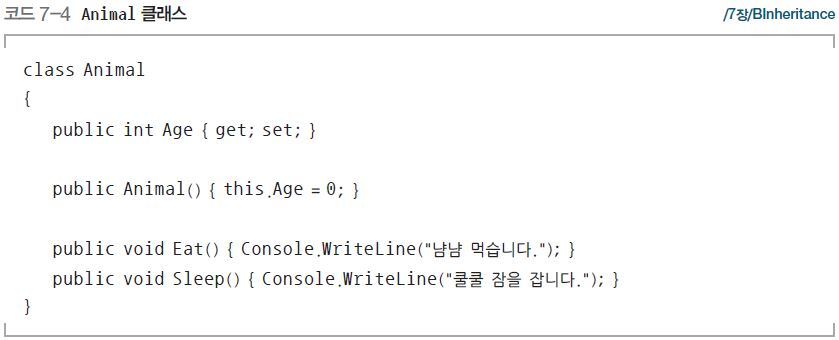 코드 7-4 Animal 클래스 /7장/BInheritance
class Animal
{
public int Age { get; set; }
public Animal() { this.Age = 0; }
public void Eat() { Console.WriteLine("냠냠 먹습니다."); }
public void Sleep() { Console.WriteLine("쿨쿨 잠을 잡니다."); }
}